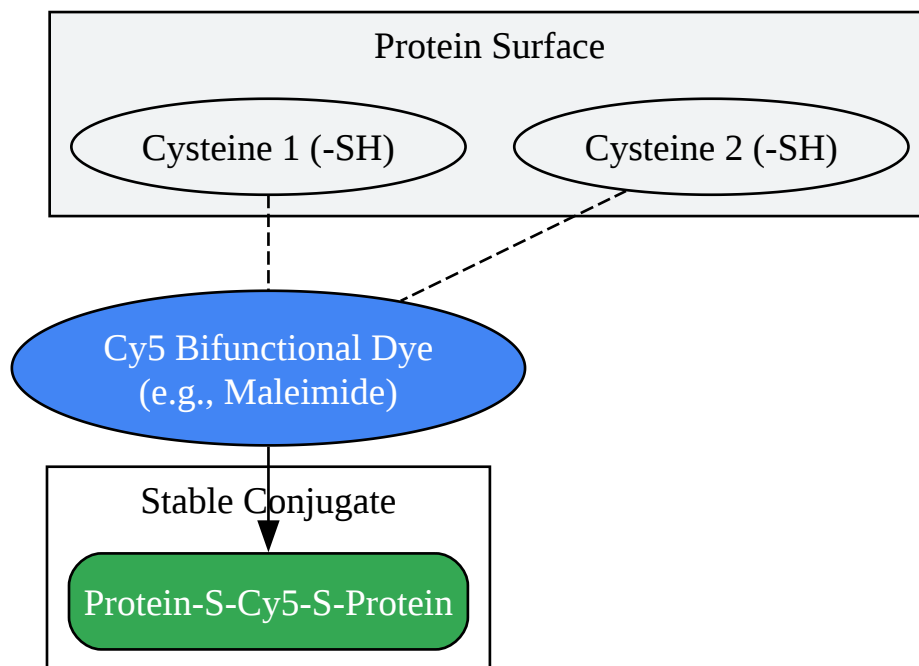 Protein Surface
Cysteine 1 (-SH)
Cysteine 2 (-SH)
Cy5 Bifunctional Dye
(e.g., Maleimide)
Stable Conjugate
Protein-S-Cy5-S-Protein